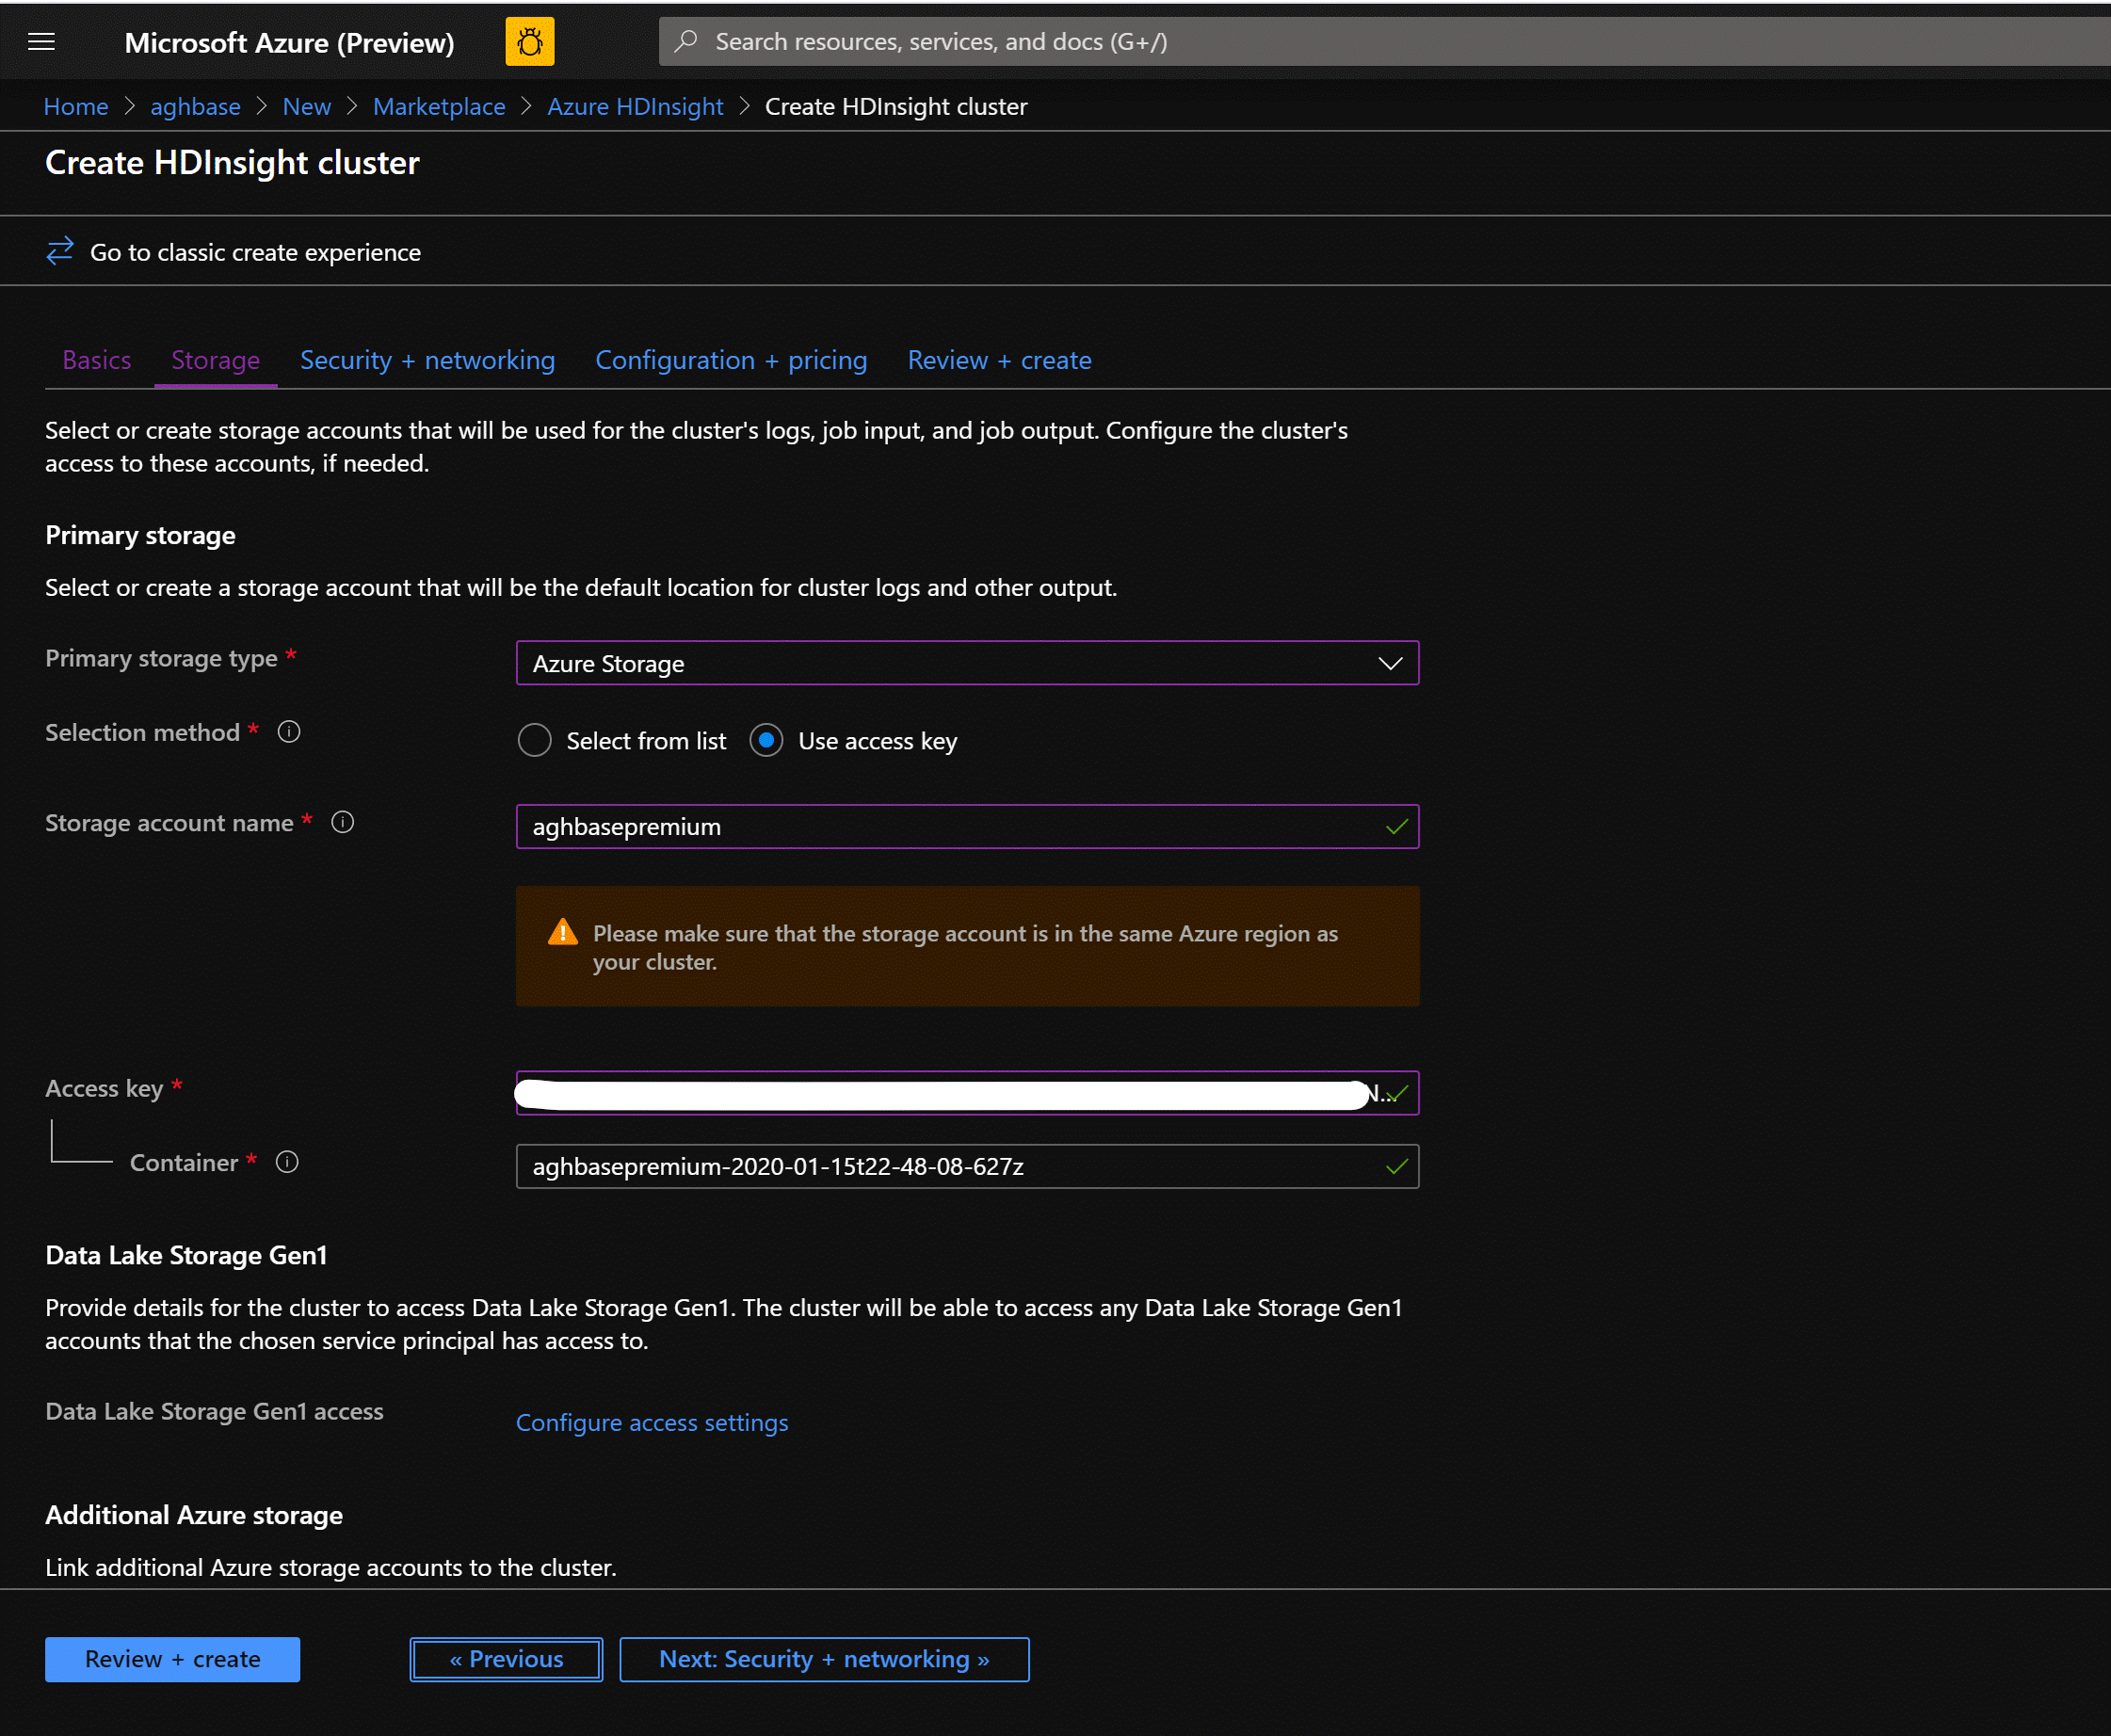 Microsoft Azure (Preview)
Search resources, services, and docs (G+/)
Home > aghbase > New > Marketplace > Azure HDInsight > Create HDInsight cluster
Create HDInsight cluster
Go to classic create experience
Basics Storage Security + networking Configuration + pricing Review + create
Select or create storage accounts that will be used for the cluster's logs, job input, and job output. Configure the cluster's
access to these accounts, if needed.
Primary storage
Select or create a storage account that will be the default location for cluster logs and other output.
Primary storage type * Azure Storage
Selection method * Select from list Use access key
Storage account name * aghbasepremium
Please make sure that the storage account is in the same Azure region as
your cluster.
Access key * N...
Container * aghbasepremium-2020-01-15t22-48-08-627z
Data Lake Storage Gen1
Provide details for the cluster to access Data Lake Storage Gen1. The cluster will be able to access any Data Lake Storage Gen1
accounts that the chosen service principal has access to.
Data Lake Storage Gen1 access Configure access settings
Additional Azure storage
Link additional Azure storage accounts to the cluster.
Review + create « Previous Next: Security + networking »